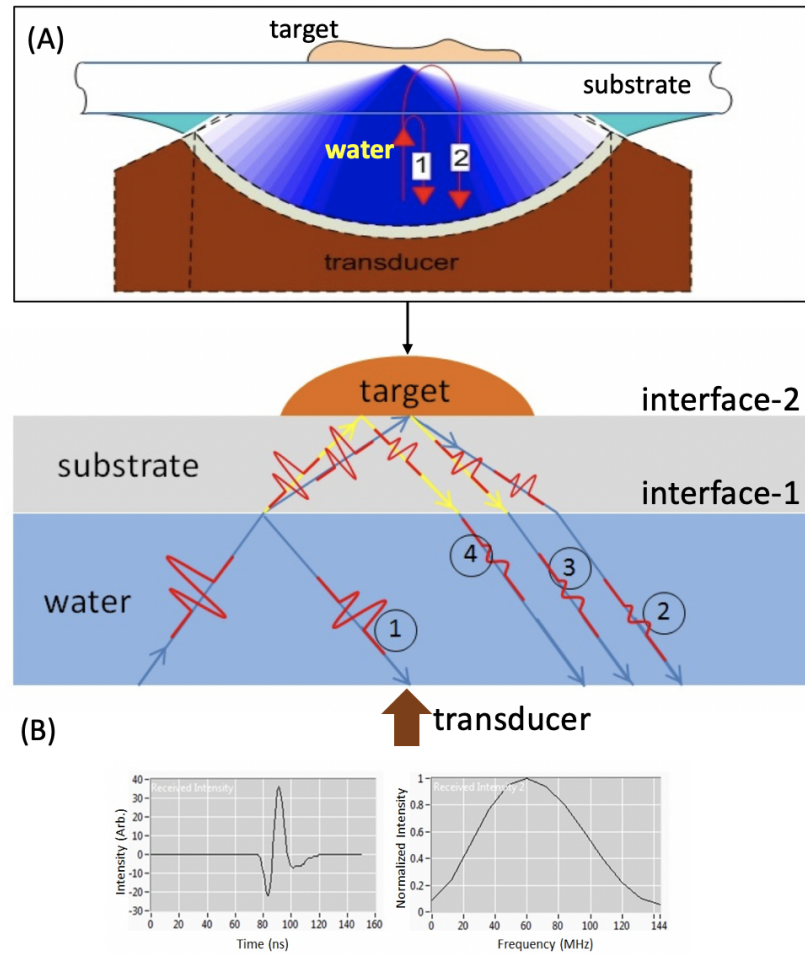 (A)
target
substrate
water
1
2
transducer
target
interface-2
substrate
interface-1
water
4
3
2
1
transducer
(B)
Received Intensity
Intensity (Arb.)
40
30
20
10
0
-10
-20
-30
0 20 40 60 80 100 120 140 160
Time (ns)
Received Intensity 2
Normalized Intensity
1
0.8
0.6
0.4
0.2
0
0 20 40 60 80 100 120 144
Frequency (MHz)